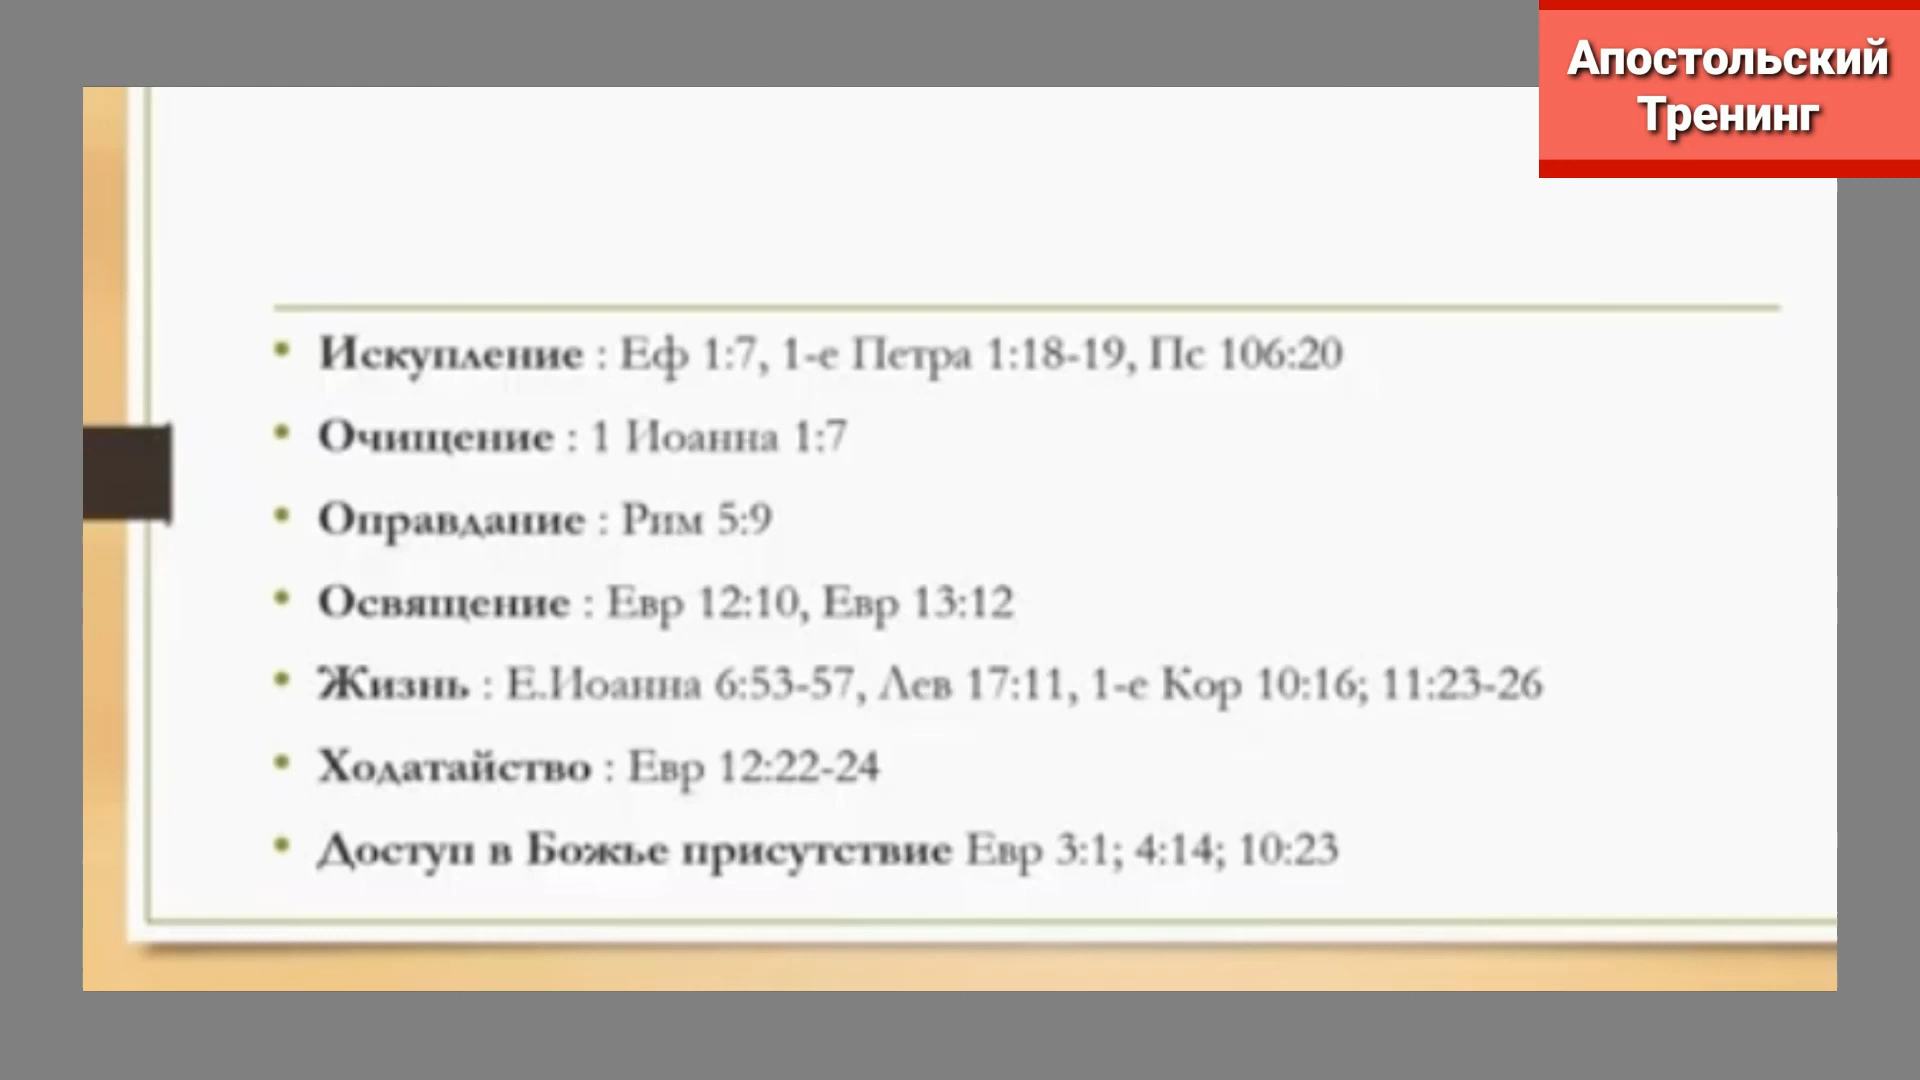 Апостольский
Тренинг
• Искупление : Еф 1:7, 1-е Петра 1:18-19, Пс 106:20
• Очищение : 1 Иоанна 1:7
• Оправдание : Рим 5:9
• Освящение : Евр 12:10, Евр 13:12
• Жизнь : Е.Иоанна 6:53-57, Лев 17:11, 1-е Кор 10:16; 11:23-26
• Ходатайство : Евр 12:22-24
• Доступ в Божье присутствие Евр 3:1; 4:14; 10:23